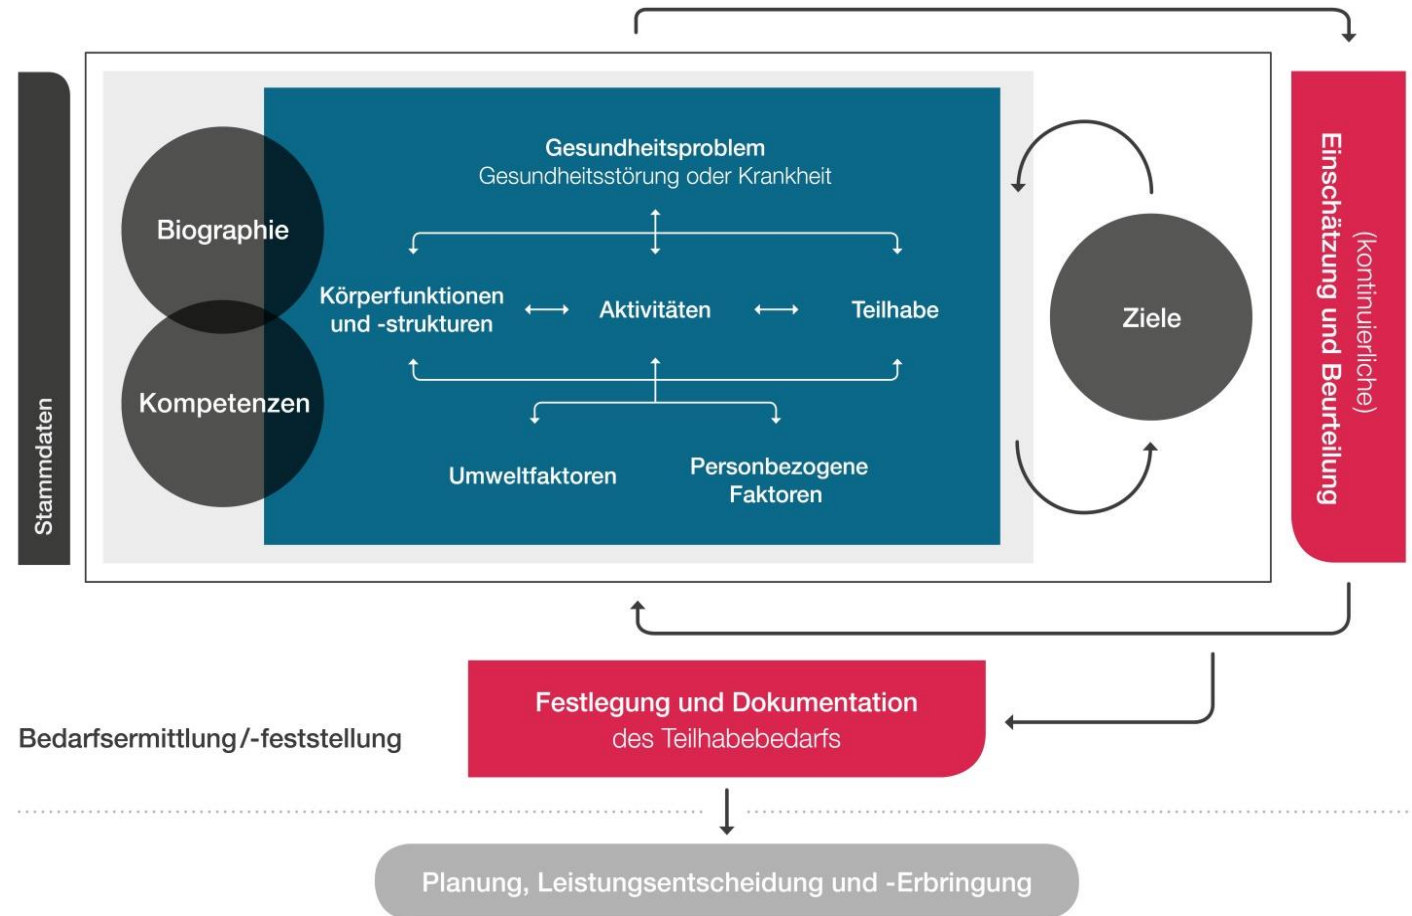 Stammdaten
Biographie
Kompetenzen
Gesundheitsproblem
Gesundheitsstörung oder Krankheit
Körperfunktionen
und -strukturen
Aktivitäten
Teilhabe
Umweltfaktoren
Personbezogene
Faktoren
Ziele
(kontinuierliche)
Einschätzung und Beurteilung
Festlegung und Dokumentation
des Teilhabebedarfs
Bedarfsermittlung/-feststellung
Planung, Leistungsentscheidung und -Erbringung